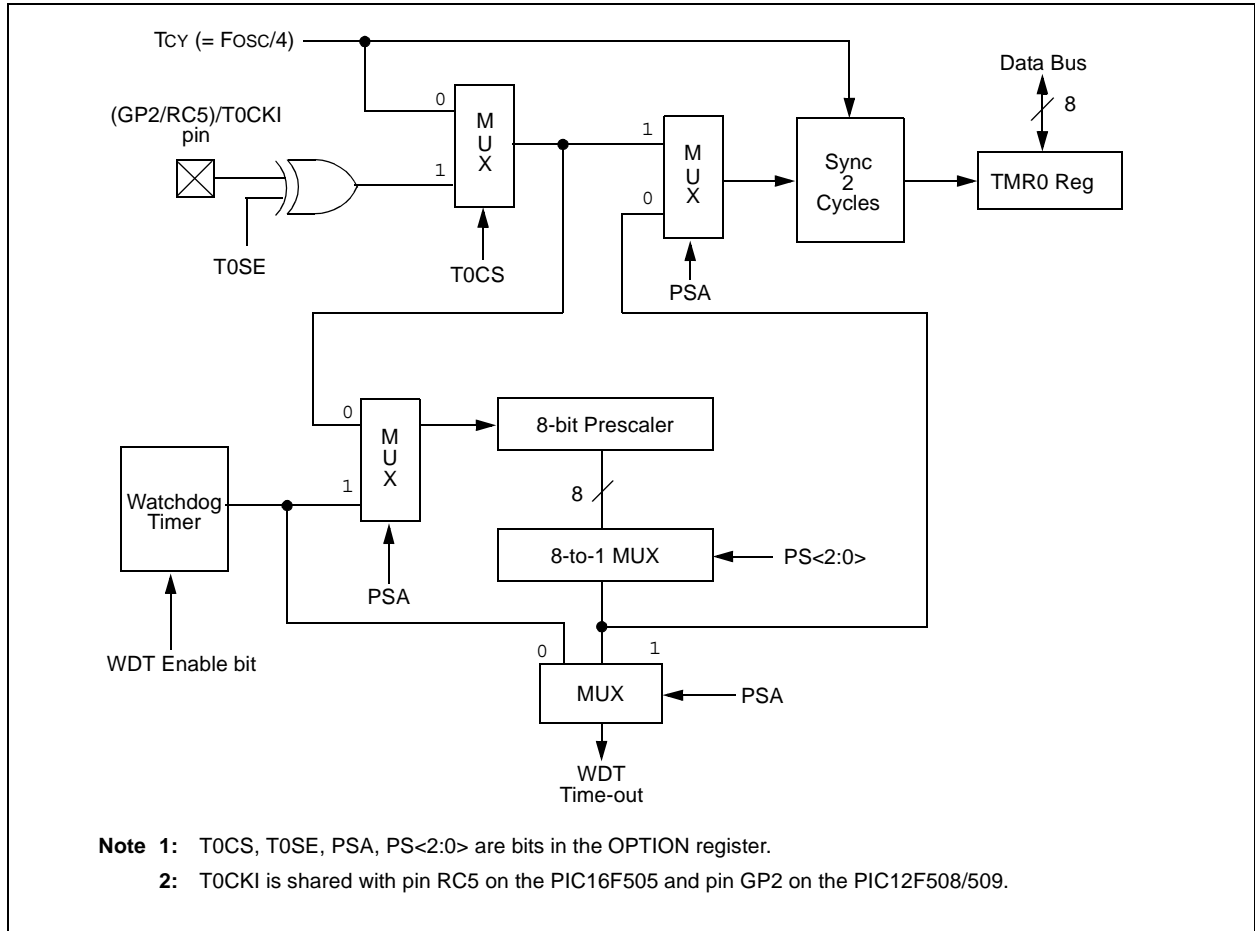 TCY (= FOSC/4)
Data Bus
8
(GP2/RC5)/T0CKI
pin
0
M
U
X
1
T0SE
T0CS
1
M
U
X
0
PSA
Sync
2
Cycles
TMR0 Reg
0
M
U
X
1
8-bit Prescaler
8
Watchdog
Timer
8-to-1 MUX
PS<2:0>
PSA
WDT Enable bit
0
1
MUX
PSA
WDT
Time-out
Note 1: T0CS, T0SE, PSA, PS<2:0> are bits in the OPTION register.
2: T0CKI is shared with pin RC5 on the PIC16F505 and pin GP2 on the PIC12F508/509.